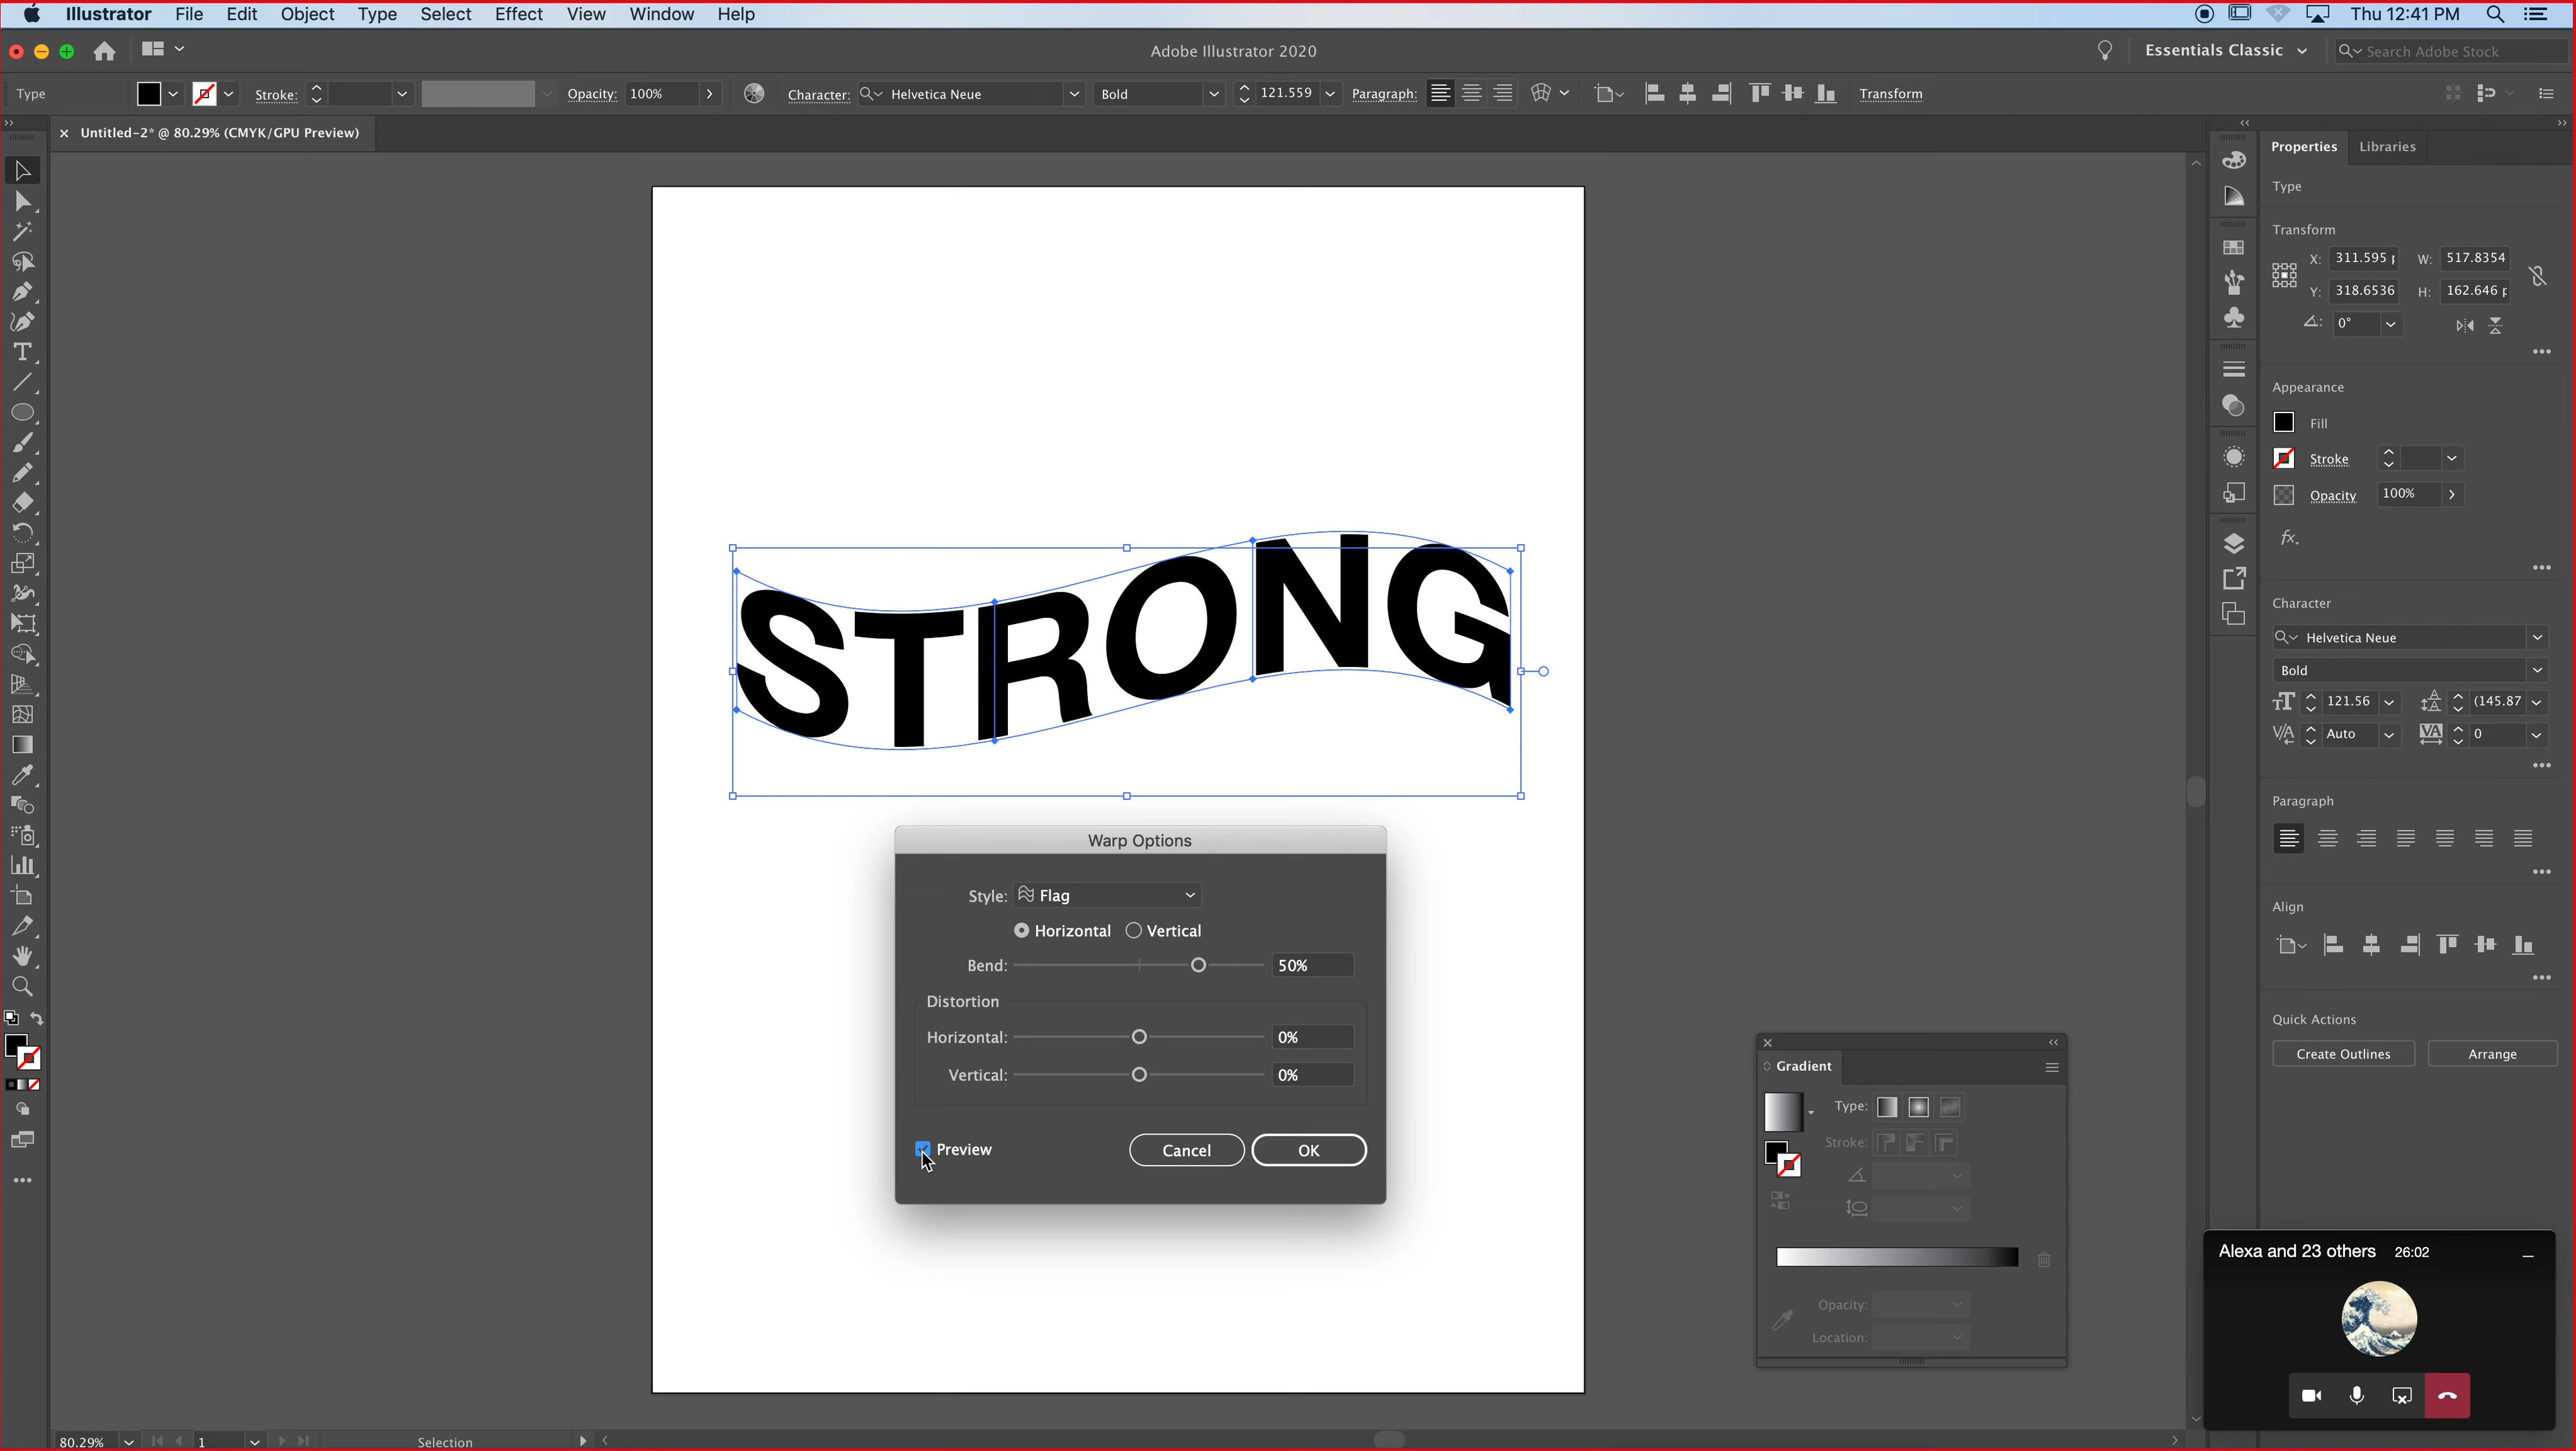 Illustrator File Edit Object Type Select Effect View Window Help Thu 12:41 PM
Adobe Illustrator 2020 Essentials Classic Search Adobe Stock
Type Stroke: Opacity: 100% Character: Helvetica Neue Bold 121.559 Paragraph: Transform
Untitled-2* @ 80.29% (CMYK/GPU Preview)
Properties Libraries
Type
Transform
X: 311.595 p W: 517.8354
Y: 318.6536 H: 162.646 p
0°
Appearance
Fill
Stroke
Opacity 100%
fx.
Character
Helvetica Neue
Bold
121.56 (145.87
Auto 0
Paragraph
Align
Quick Actions
Create Outlines Arrange
STRONG
Warp Options
Style: Flag
Horizontal Vertical
Bend: 50%
Distortion
Horizontal: 0%
Vertical: 0%
Preview Cancel OK
Gradient
Type:
Stroke:
Opacity:
Location:
Alexa and 23 others 26:02
80.29% 1 Selection